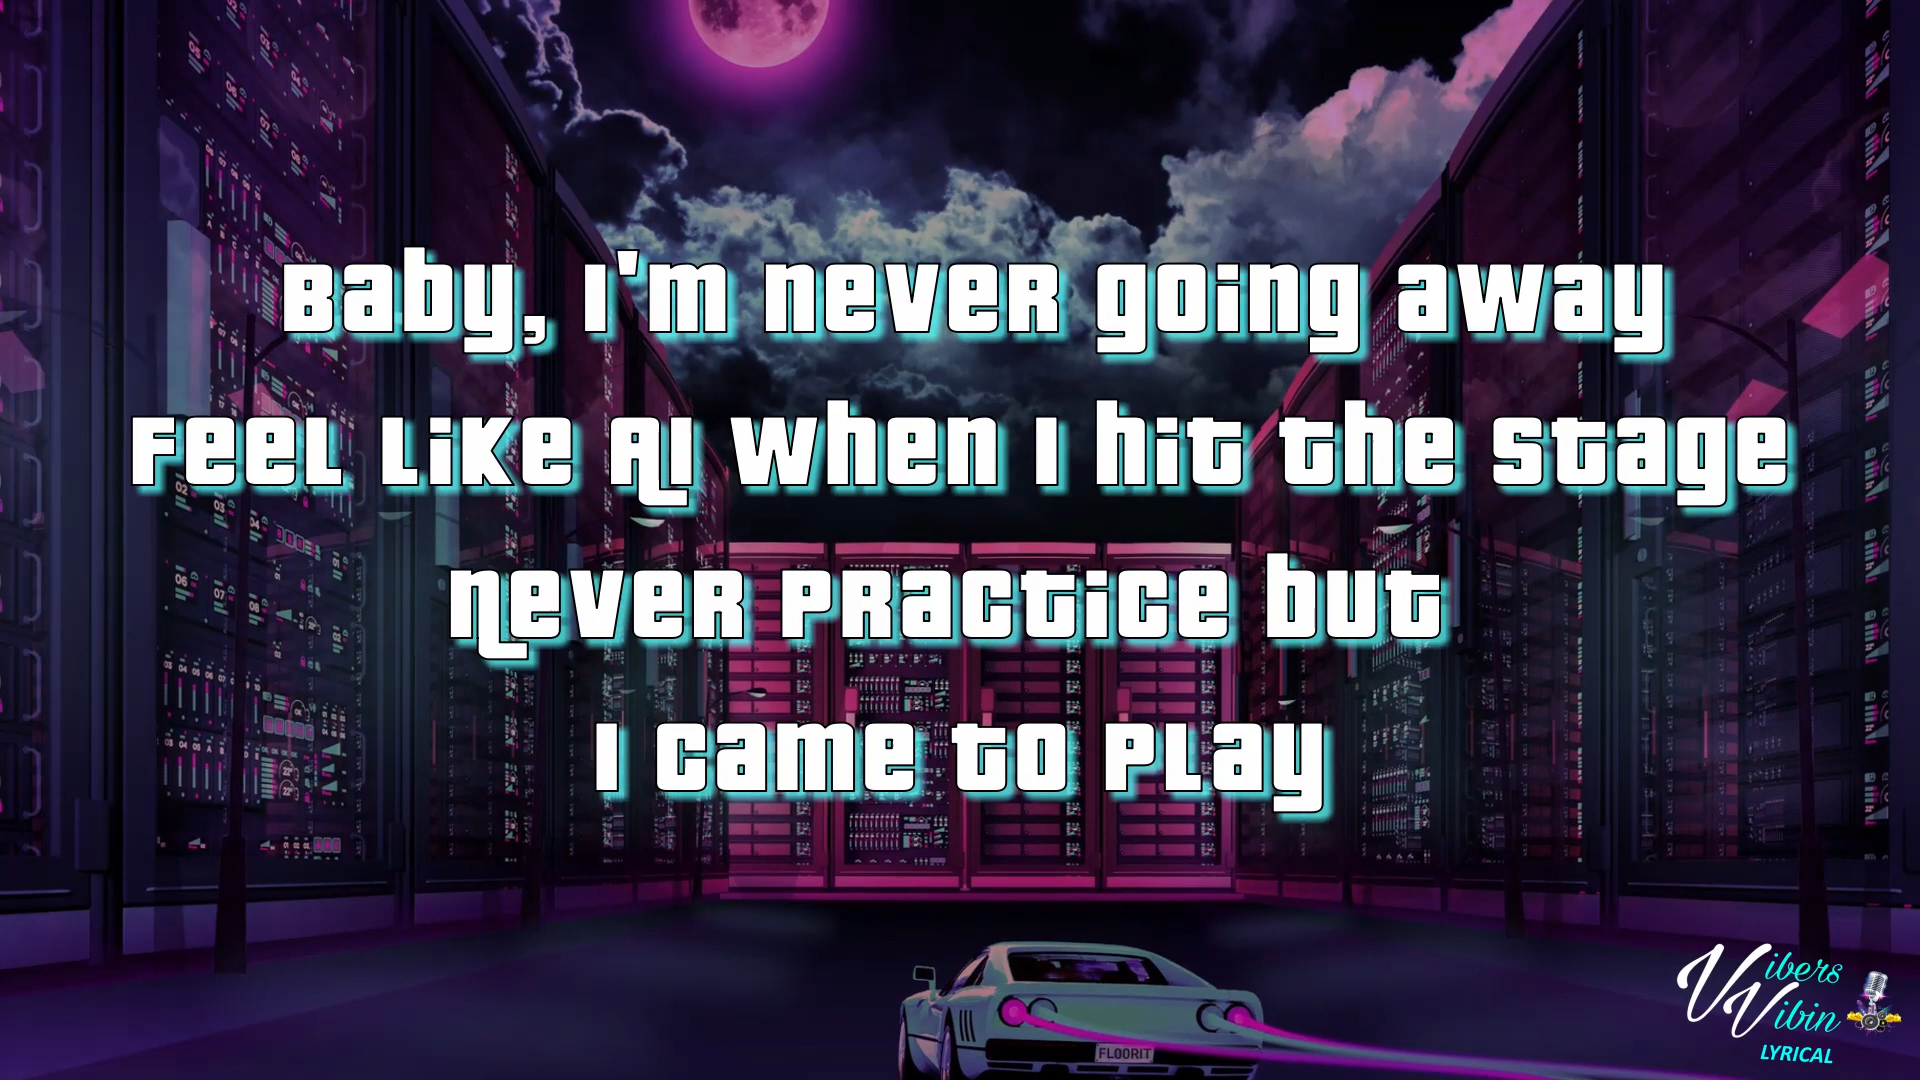 Baby, I'm never going away
Feel like AI when I hit the stage
Never practice but
I came to play
FLOORIT
Vibers
Vibin
LYRICAL